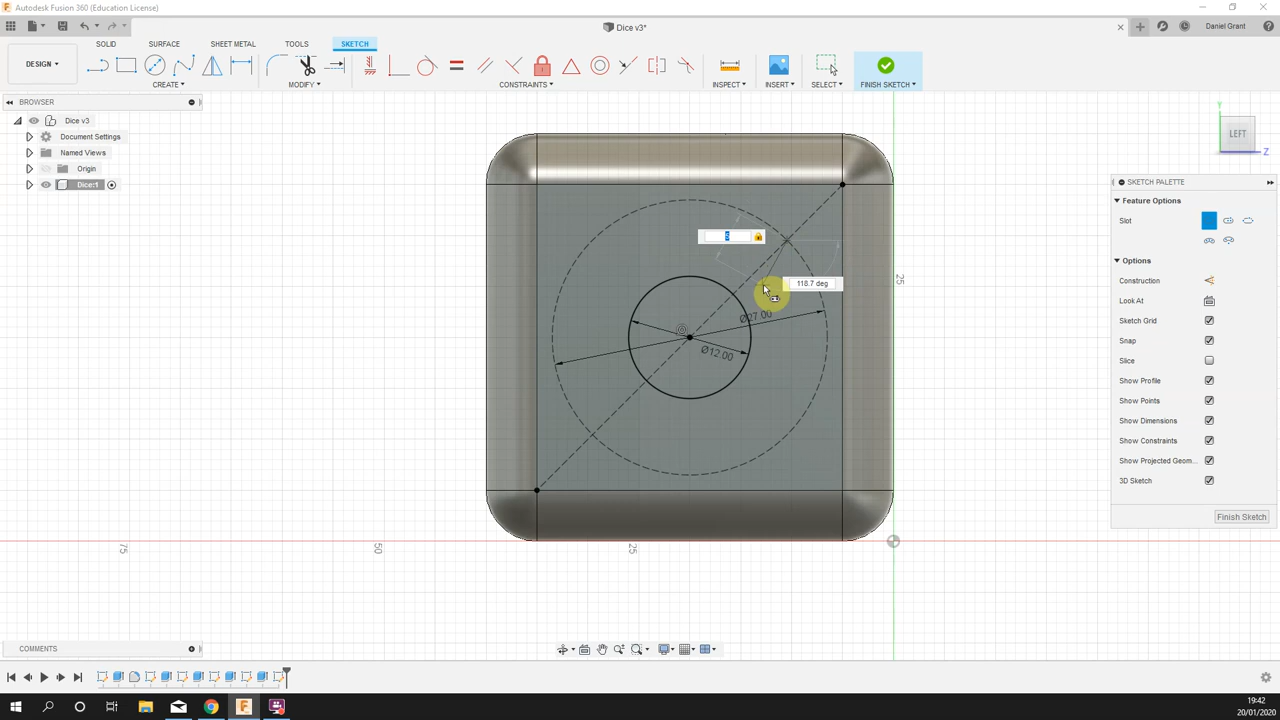 Autodesk Fusion 360 (Education License)
Dice v3*
Daniel Grant
DESIGN
SOLID
SURFACE
SHEET METAL
TOOLS
SKETCH
CREATE
MODIFY
CONSTRAINTS
INSPECT
INSERT
SELECT
FINISH SKETCH
BROWSER
Dice v3
Document Settings
Named Views
Origin
Dice:1
Y
LEFT
Z
SKETCH PALETTE
Feature Options
Slot
Options
Construction
Look At
Sketch Grid
Snap
Slice
Show Profile
Show Points
Show Dimensions
Show Constraints
Show Projected Geom...
3D Sketch
Finish Sketch
118.7 deg
Ø27.00
Ø12.00
25
75
50
25
COMMENTS
19:42
20/01/2020